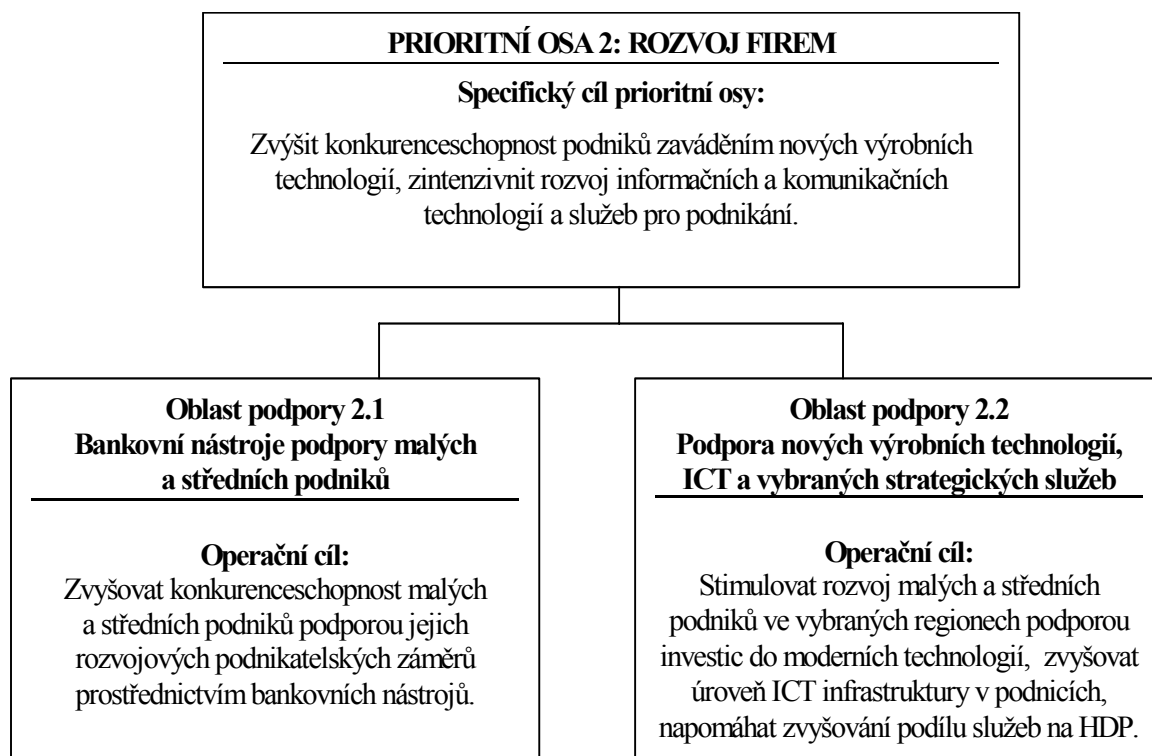 PRIORITNÍ OSA 2: ROZVOJ FIREM
Specifický cíl prioritní osy:
Zvýšit konkurenceschopnost podniků zaváděním nových výrobních
technologií, zintenzivnit rozvoj informačních a komunikačních
technologií a služeb pro podnikání.
Oblast podpory 2.1
Bankovní nástroje podpory malých
a středních podniků
Operační cíl:
Zvyšovat konkurenceschopnost malých
a středních podniků podporou jejich
rozvojových podnikatelských záměrů
prostřednictvím bankovních nástrojů.
Oblast podpory 2.2
Podpora nových výrobních technologií,
ICT a vybraných strategických služeb
Operační cíl:
Stimulovat rozvoj malých a středních
podniků ve vybraných regionech podporou
investic do moderních technologií, zvyšovat
úroveň ICT infrastruktury v podnicích,
napomáhat zvyšování podílu služeb na HDP.